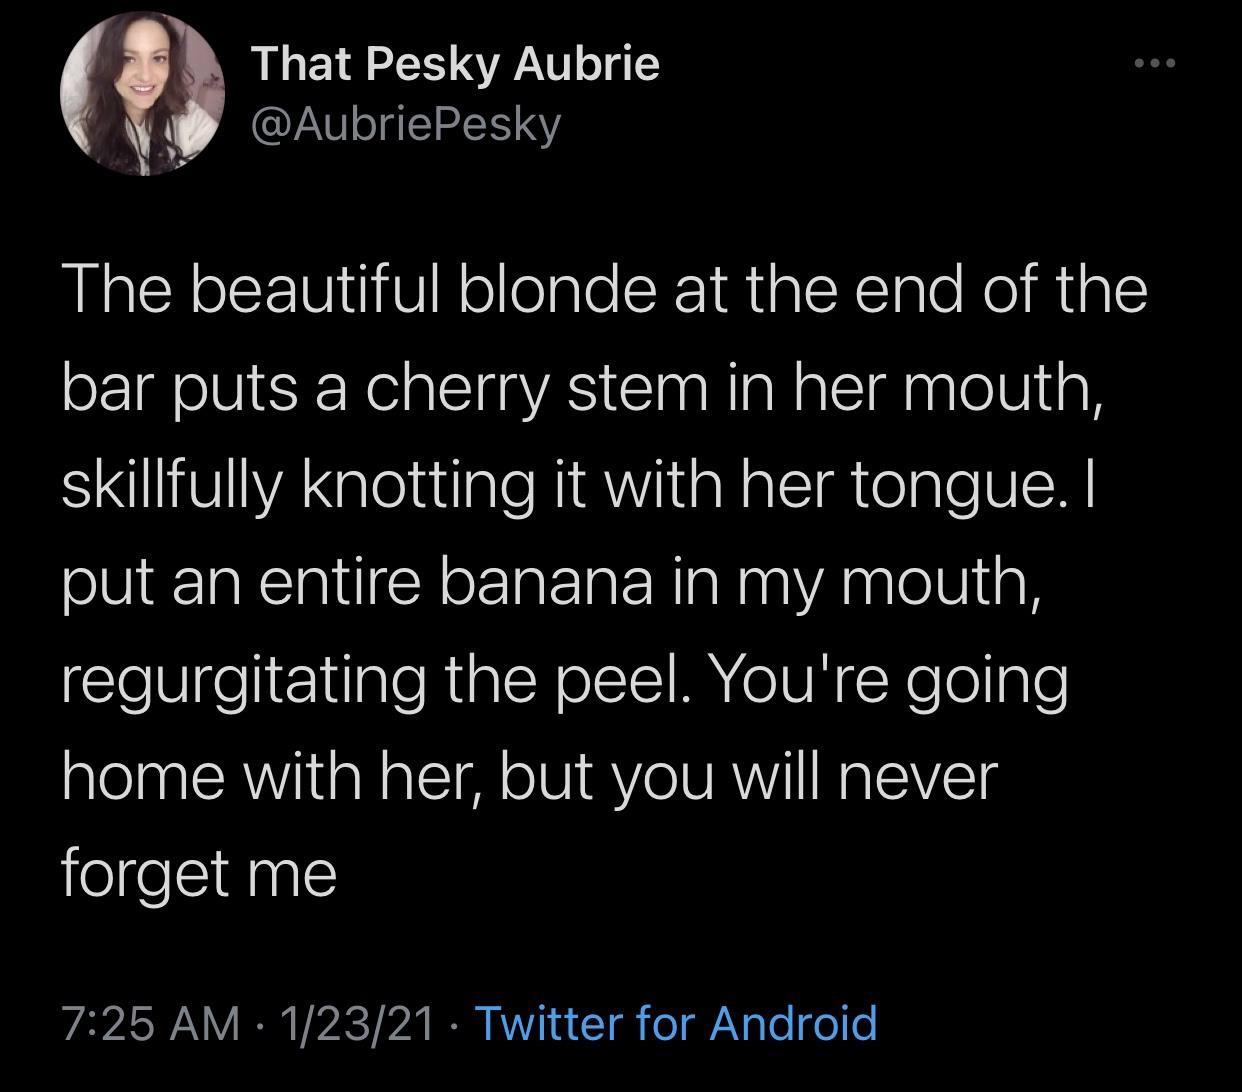 That Pesky Aubrie
@AubriePesky
The beautiful blonde at the end of the
bar puts a cherry stem in her mouth,
skillfully knotting it with her tongue. I
put an entire banana in my mouth,
regurgitating the peel. You're going
home with her, but you will never
forget me
7:25 AM · 1/23/21 · Twitter for Android